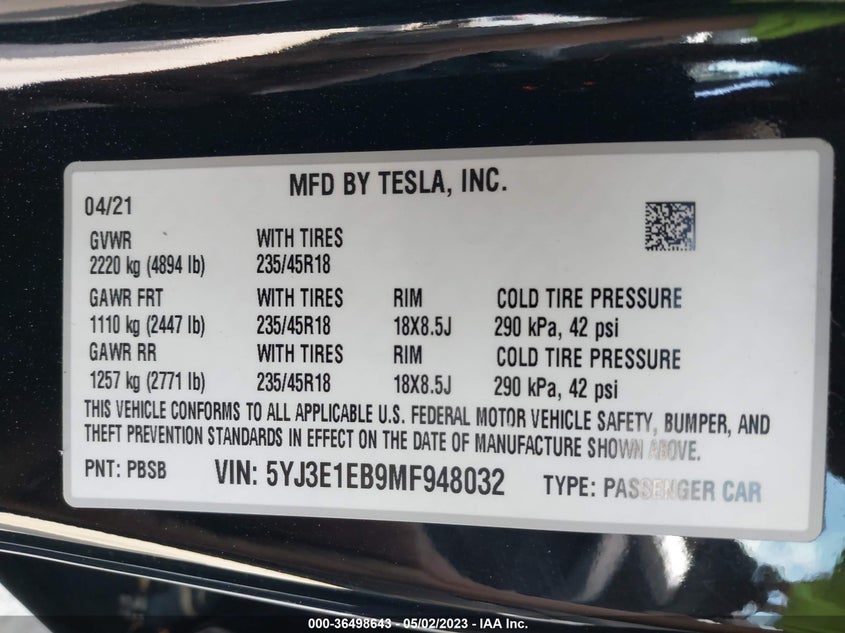 MFD BY TESLA, INC.
04/21
GVWR WITH TIRES
2220 kg (4894 lb) 235/45R18
GAWR FRT WITH TIRES RIM COLD TIRE PRESSURE
1110 kg (2447 lb) 235/45R18 18X8.5J 290 kPa, 42 psi
GAWR RR WITH TIRES RIM COLD TIRE PRESSURE
1257 kg (2771 lb) 235/45R18 18X8.5J 290 kPa, 42 psi
THIS VEHICLE CONFORMS TO ALL APPLICABLE U.S. FEDERAL MOTOR VEHICLE SAFETY, BUMPER, AND
THEFT PREVENTION STANDARDS IN EFFECT ON THE DATE OF MANUFACTURE SHOWN ABOVE.
PNT: PBSB VIN: 5YJ3E1EB9MF948032 TYPE: PASSENGER CAR
000-36498643 - 05/02/2023 - IAA Inc.